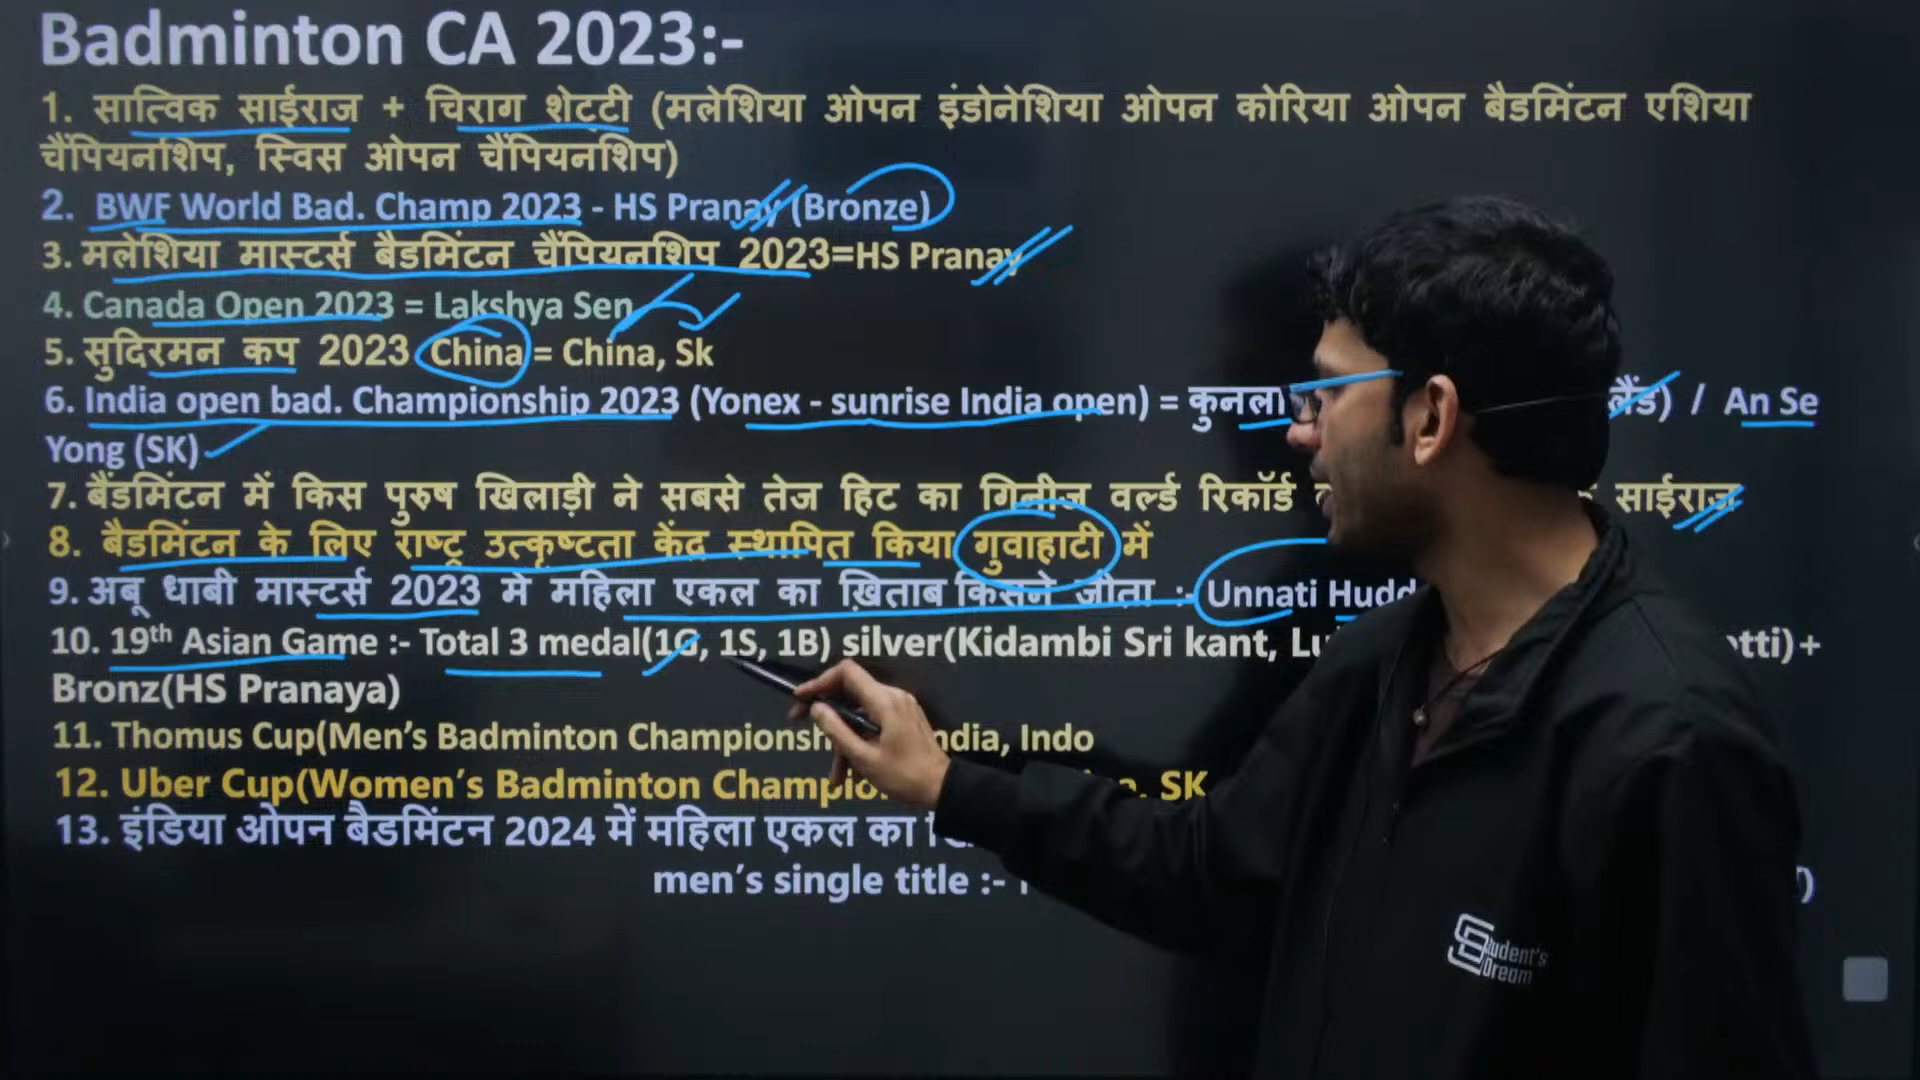 Badminton CA 2023:-
1. सात्विक साईराज + चिराग शेट्टी (मलेशिया ओपन इंडोनेशिया ओपन कोरिया ओपन बैडमिंटन एशिया
चैंपियनशिप, स्विस ओपन चैंपियनशिप)
2. BWF World Bad. Champ 2023 - HS Pranay (Bronze)
3. मलेशिया मास्टर्स बैडमिंटन चैंपियनशिप 2023=HS Pranay
4. Canada Open 2023 = Lakshya Sen
5. सुदिरमन कप 2023 China = China, Sk
6. India open bad. Championship 2023 (Yonex - sunrise India open) = / An Se
Yong (SK)
7. बैंडमिंटन में किस पुरुष खिलाड़ी ने सबसे तेज हिट का गिनीज वर्ल्ड रिकॉर्ड साईराज
8. बैडमिंटन के लिए राष्ट्र उत्कृष्टता केंद्र स्थापित किया गुवाहाटी में
9. अबू धाबी मास्टर्स 2023 मे महिला एकल का ख़िताब किसने जीता :- Unnati
10. 19th Asian Game :- Total 3 medal(1G, 1S, 1B) silver(Kidambi Sri kant,
Bronz(HS Pranaya)
11. Thomus Cup(Men's Badminton Indo
12. Uber Cup(Women's Badminton SK
13. इंडिया ओपन बैडमिंटन 2024 में महिला एकल का
men's single title :-
Student's
Dream